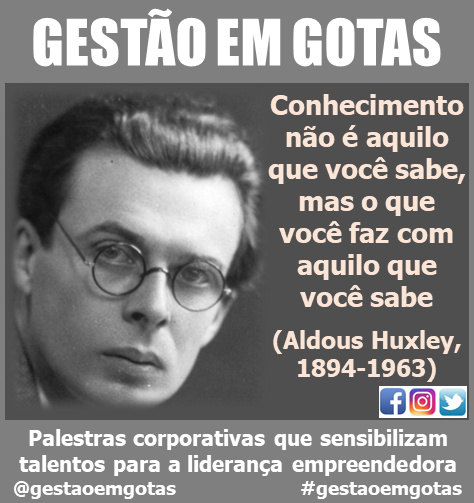 GESTÃO EM GOTAS
Conhecimento
não é aquilo
que você sabe,
mas o que
você faz com
aquilo que
você sabe
(Aldous Huxley,
1894-1963)
Palestras corporativas que sensibilizam
talentos para a liderança empreendedora
@gestaoemgotas #gestaoemgotas